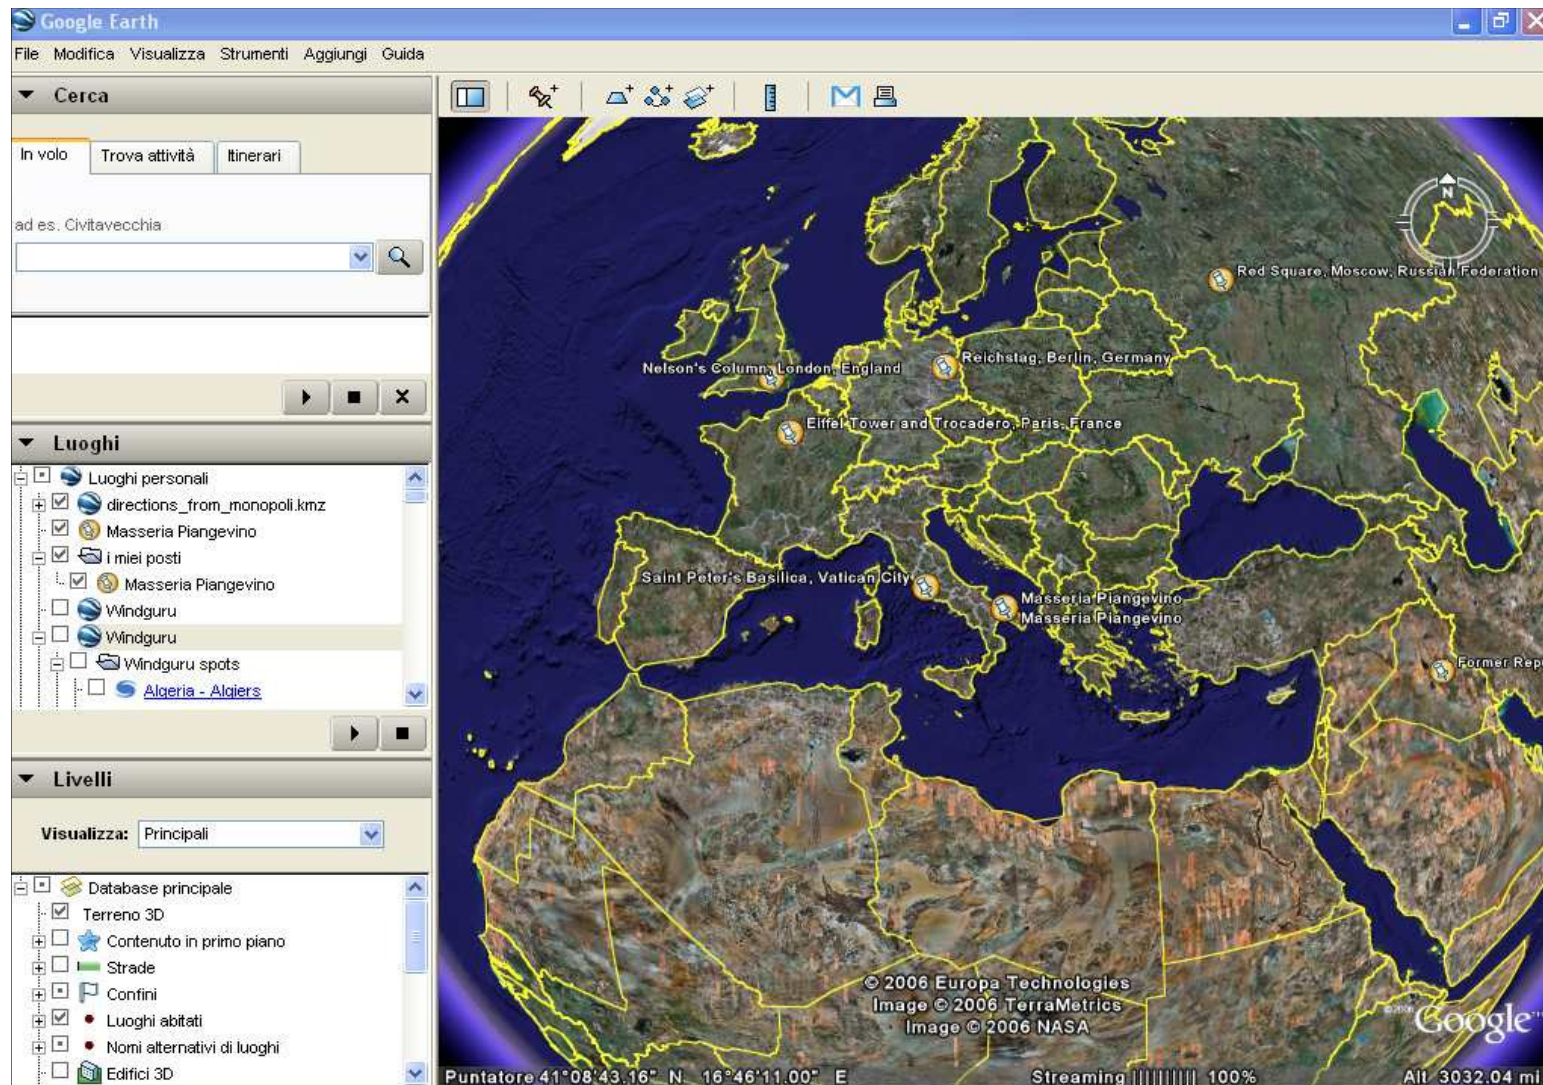 Google Earth
File Modifica Visualizza Strumenti Aggiungi Guida
Cerca
In volo Trova attività Itinerari
ad es. Civitavecchia
Luoghi
Luoghi personali
directions_from_monopoli.kmz
Masseria Piangevino
i miei posti
Masseria Piangevino
Windguru
Windguru
Windguru spots
Algeria - Algiers
Livelli
Visualizza: Principali
Database principale
Terreno 3D
Contenuto in primo piano
Strade
Confini
Luoghi abitati
Nomi alternativi di luoghi
Edifici 3D
N
Red Square, Moscow, Russian Federation
Reichstag, Berlin, Germany
Nelson's Column, London, England
Eiffel Tower and Trocadero, Paris, France
Saint Peter's Basilica, Vatican City
Masseria Piangevino
Masseria Piangevino
Former Rep
© 2006 Europa Technologies
Image © 2006 TerraMetrics
Image © 2006 NASA
© 2006 Google™
Puntatore 41°08'43.16" N 16°46'11.00" E Streaming 100% Alt 3032.04 mi